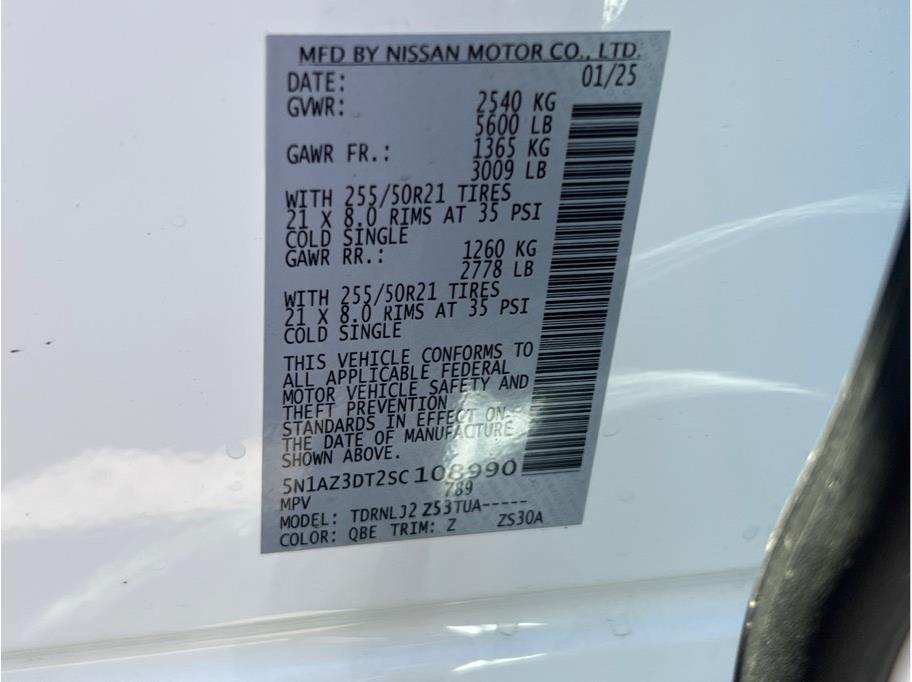 MFD BY NISSAN MOTOR CO., LTD.
DATE: 01/25
GVWR: 2540 KG
5600 LB
GAWR FR.: 1365 KG
3009 LB
WITH 255/50R21 TIRES
21 X 8.0 RIMS AT 35 PSI
COLD SINGLE
GAWR RR.: 1260 KG
2778 LB
WITH 255/50R21 TIRES
21 X 8.0 RIMS AT 35 PSI
COLD SINGLE
THIS VEHICLE CONFORMS TO
ALL APPLICABLE FEDERAL
MOTOR VEHICLE SAFETY AND
THEFT PREVENTION
STANDARDS IN EFFECT ON
THE DATE OF MANUFACTURE
SHOWN ABOVE.
5N1AZ3DT2SC 108990
MPV 789
MODEL: TDRNLJ2 Z53TUA-----
COLOR: QBE TRIM: Z ZS30A